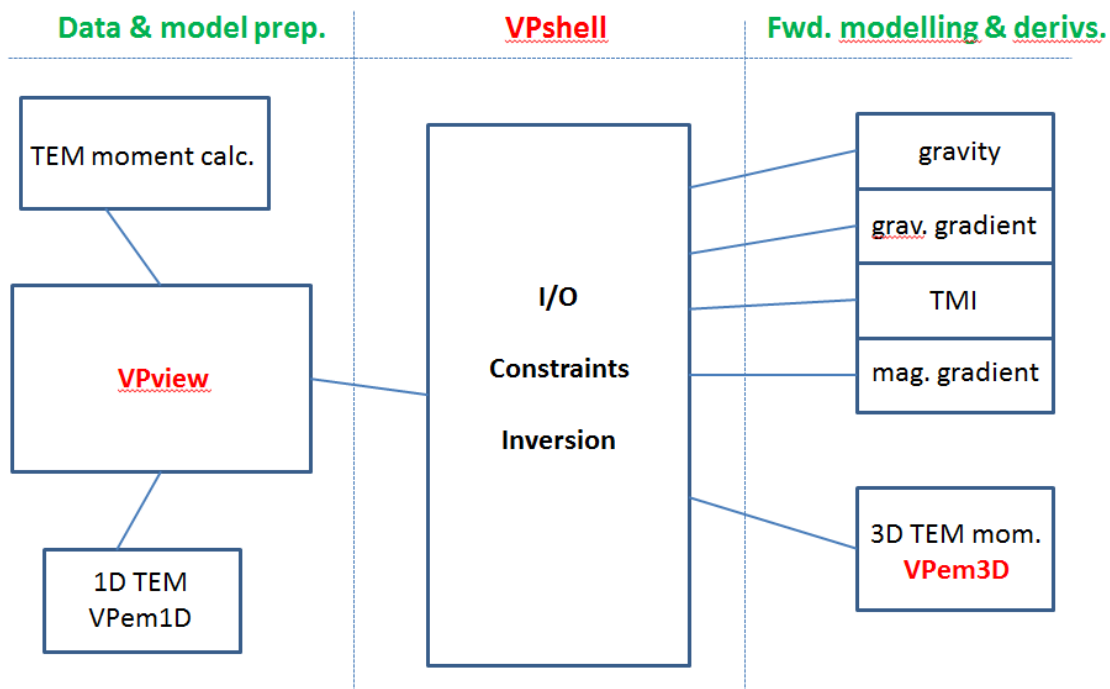 Data & model prep.
VPshell
Fwd. modelling & derivs.
TEM moment calc.
VPview
1D TEM
VPem1D
I/O
Constraints
Inversion
gravity
grav. gradient
TMI
mag. gradient
3D TEM mom.
VPem3D